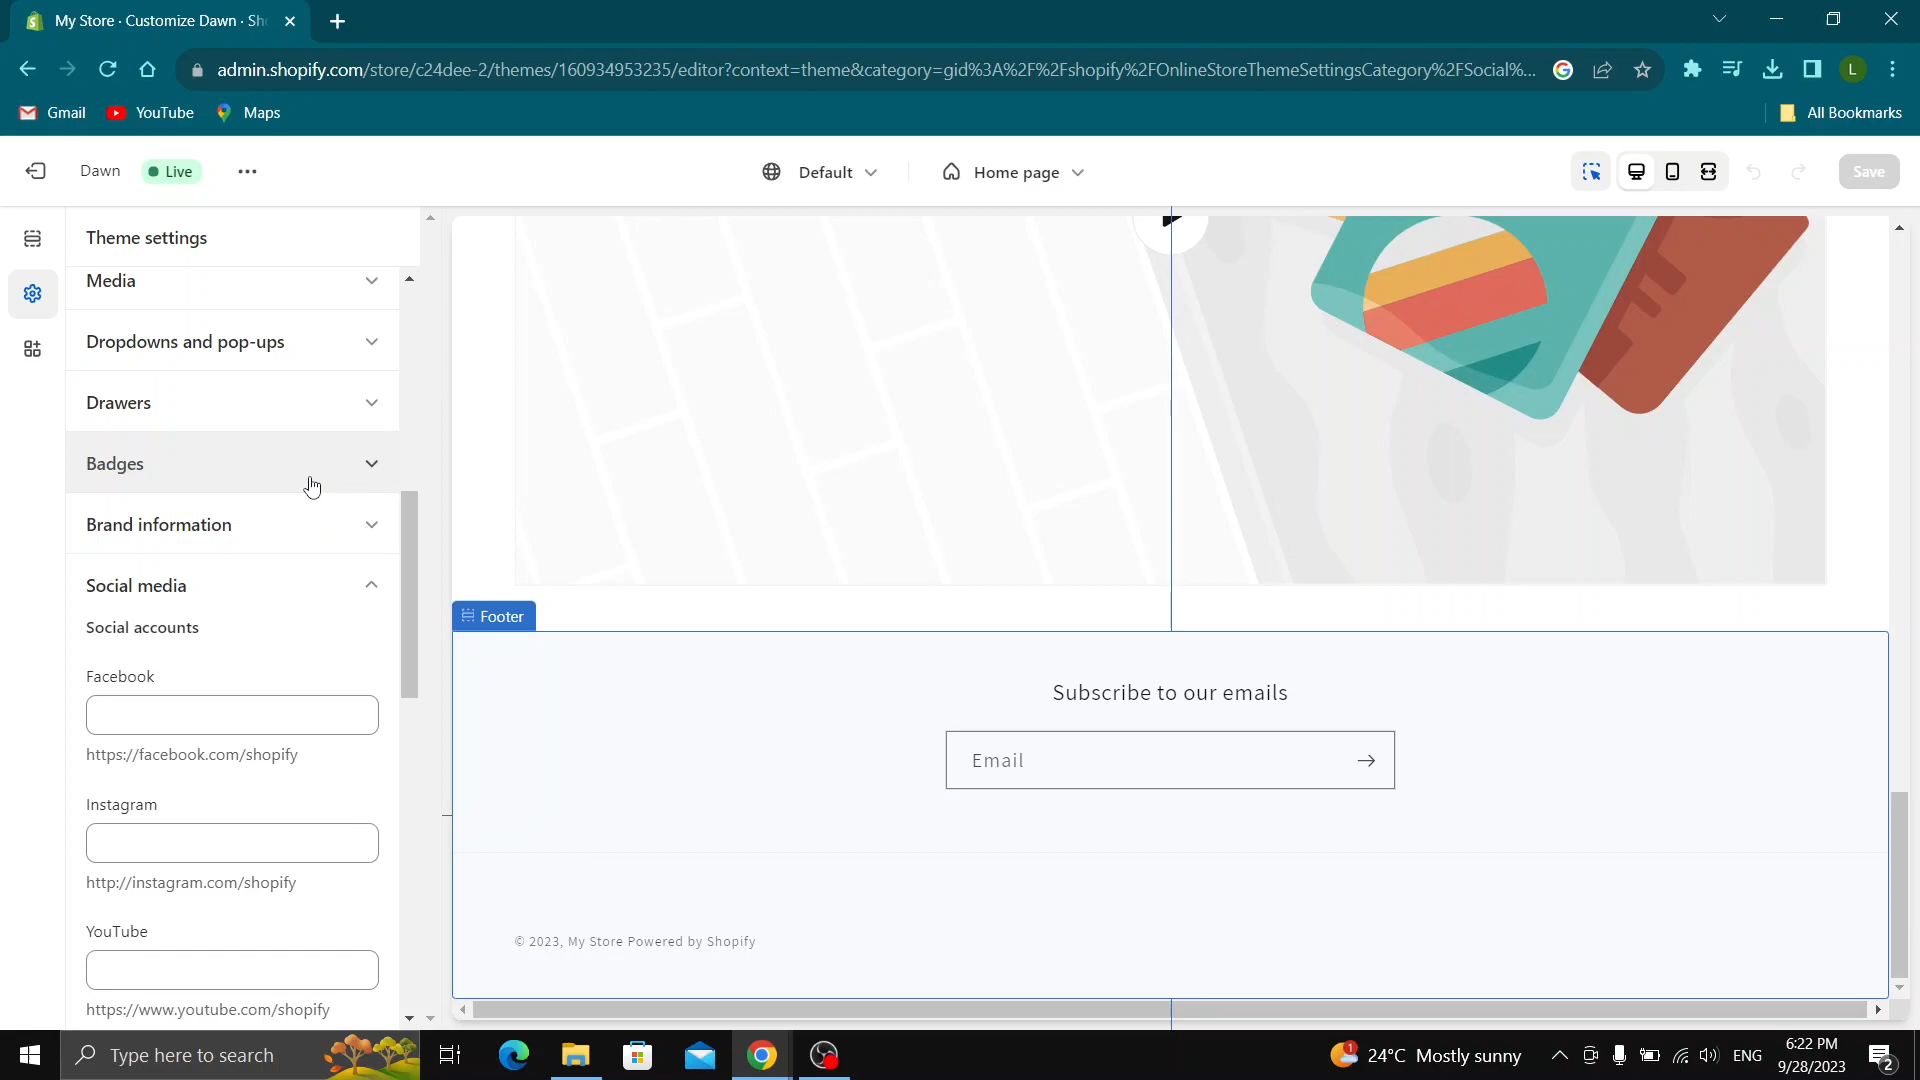 My Store · Customize Dawn · Sh
admin.shopify.com/store/c24dee-2/themes/160934953235/editor?context=theme&category=gid%3A%2F%2Fshopify%2FOnlineStoreThemeSettingsCategory%2FSocial%...
Gmail
YouTube
Maps
All Bookmarks
L
Dawn
Live
Default
Home page
Save
Theme settings
Media
Dropdowns and pop-ups
Drawers
Badges
Brand information
Social media
Social accounts
Facebook
https://facebook.com/shopify
Instagram
http://instagram.com/shopify
YouTube
https://www.youtube.com/shopify
Footer
Subscribe to our emails
Email
© 2023, My Store Powered by Shopify
Type here to search
1
24°C Mostly sunny
ENG
6:22 PM
9/28/2023
2